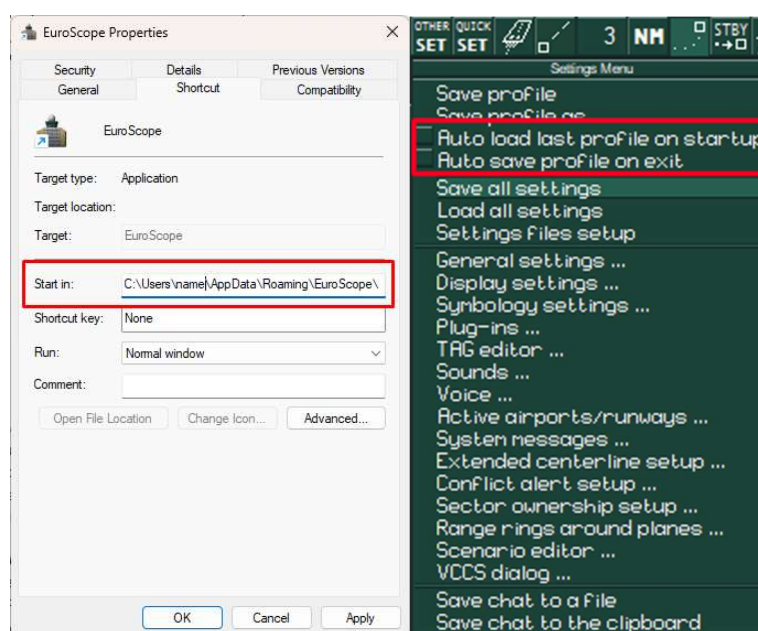 EuroScope Properties
Security
Details
Previous Versions
General
Shortcut
Compatibility
EuroScope
Target type:
Application
Target location:
Target:
EuroScope
Start in:
C:\Users\name\AppData\Roaming\EuroScope\
Shortcut key:
None
Run:
Normal window
Comment:
Open File Location
Change Icon...
Advanced...
OK
Cancel
Apply
OTHER SET
QUICK SET
3
NM
STBY
Settings Menu
Save profile
Save profile as
Auto load last profile on startup
Auto save profile on exit
Save all settings
Load all settings
Settings files setup
General settings ...
Display settings ...
Symbology settings ...
Plug-ins ...
TAG editor ...
Sounds ...
Voice ...
Active airports/runways ...
System messages ...
Extended centerline setup ...
Conflict alert setup ...
Sector ownership setup ...
Range rings around planes ...
Scenario editor ...
VCCS dialog ...
Save chat to a file
Save chat to the clipboard